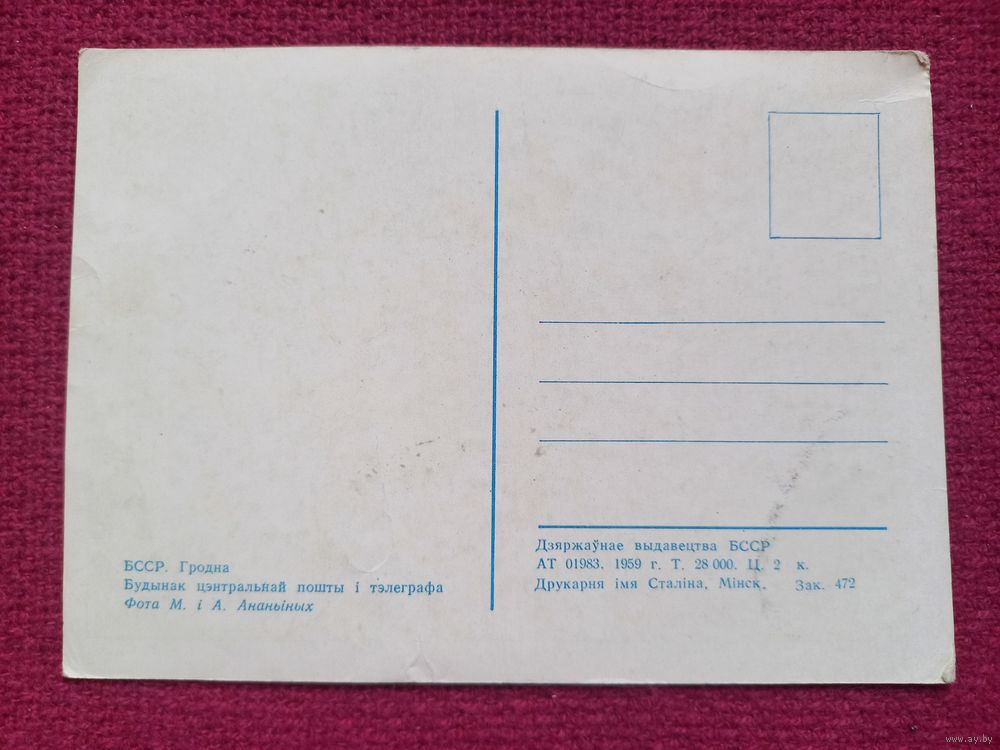 БССР. Гродна
Будынак цэнтральнай пошты і тэлеграфа
Фота М. і А. Ананьіных
Дзяржаўнае выдавецтва БССР
АТ 01983. 1959 г. Т. 28 000. Ц. 2 к.
Друкарня імя Сталіна, Мінск. Зак. 472
www.ay.by